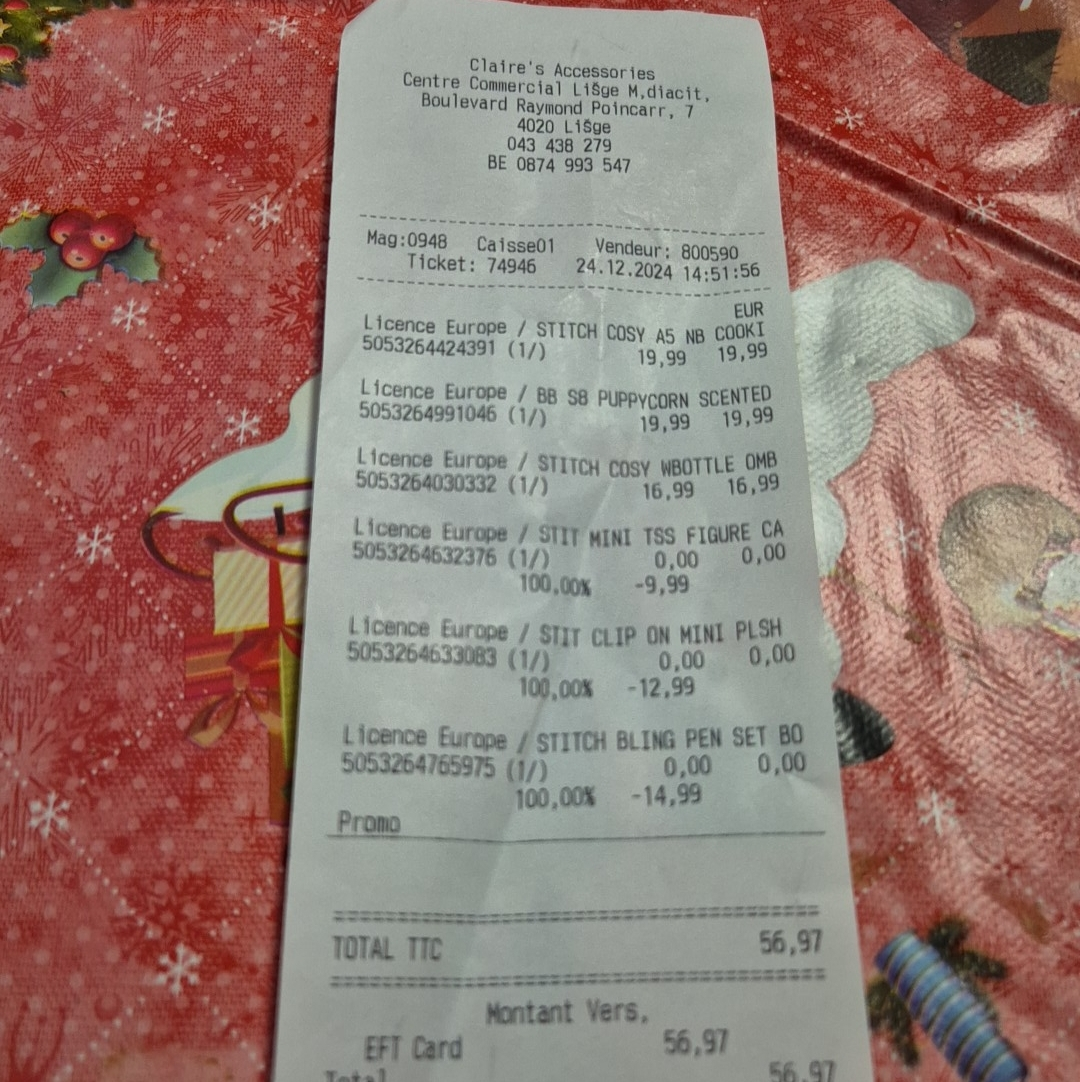 Claire's Accessories
Centre Commercial LiŠge M,diacit,
Boulevard Raymond Poincarr, 7
4020 LiŠge
043 438 279
BE 0874 993 547
Mag:0948 Caisse01 Vendeur: 800590
Ticket: 74946 24.12.2024 14:51:56
EUR
Licence Europe / STITCH COSY A5 NB COOKI
5053264424391 (1/) 19,99 19,99
Licence Europe / BB S8 PUPPYCORN SCENTED
5053264991046 (1/) 19,99 19,99
Licence Europe / STITCH COSY WBOTTLE OMB
5053264030332 (1/) 16,99 16,99
Licence Europe / STIT MINI TSS FIGURE CA
5053264632376 (1/) 0,00 0,00
100,00% -9,99
Licence Europe / STIT CLIP ON MINI PLSH
5053264633083 (1/) 0,00 0,00
100,00% -12,99
Licence Europe / STITCH BLING PEN SET BO
5053264765975 (1/) 0,00 0,00
100,00% -14,99
Promo
TOTAL TTC 56,97
Montant Vers,
EFT Card 56,97
Total 56,97